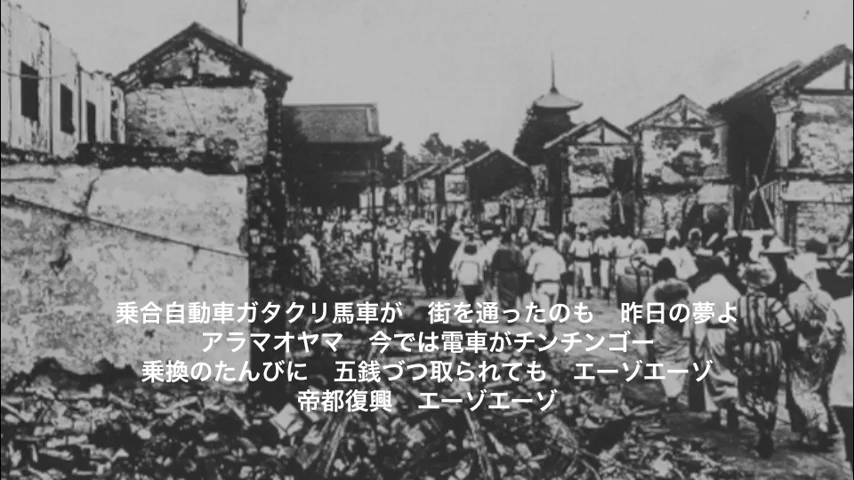 乗合自動車ガタクリ馬車が　街を通ったのも　昨日の夢よ
アラマオヤマ　今では電車がチンチンゴー
乗換のたんびに　五銭づつ取られても　エーゾエーゾ
帝都復興　エーゾエーゾ